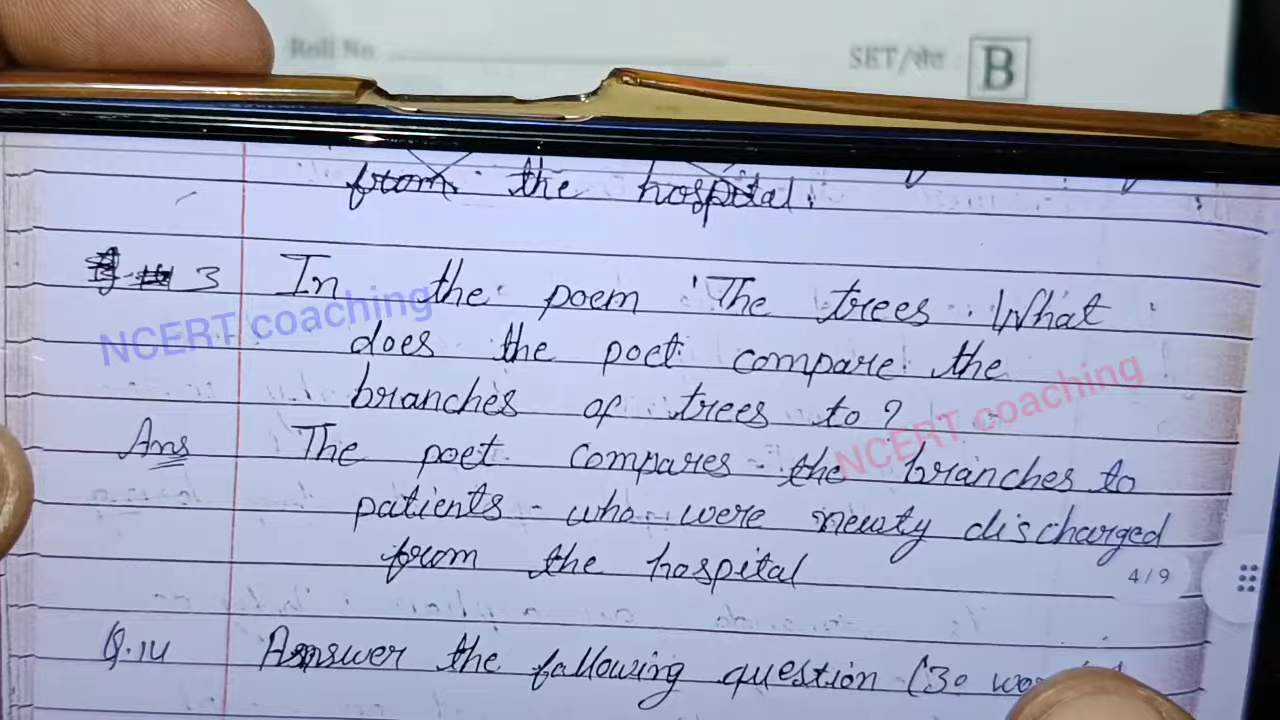 Roll No.
SET/सेट B
from the hospital.
3 In the poem 'The trees. What
does the poet compare the
branches of trees to?
Ans The poet compares the branches to
patients - who were newty discharged
from the hospital
4/9
Q.14 Answer the following question (30
NCERT coaching
NCERT coaching